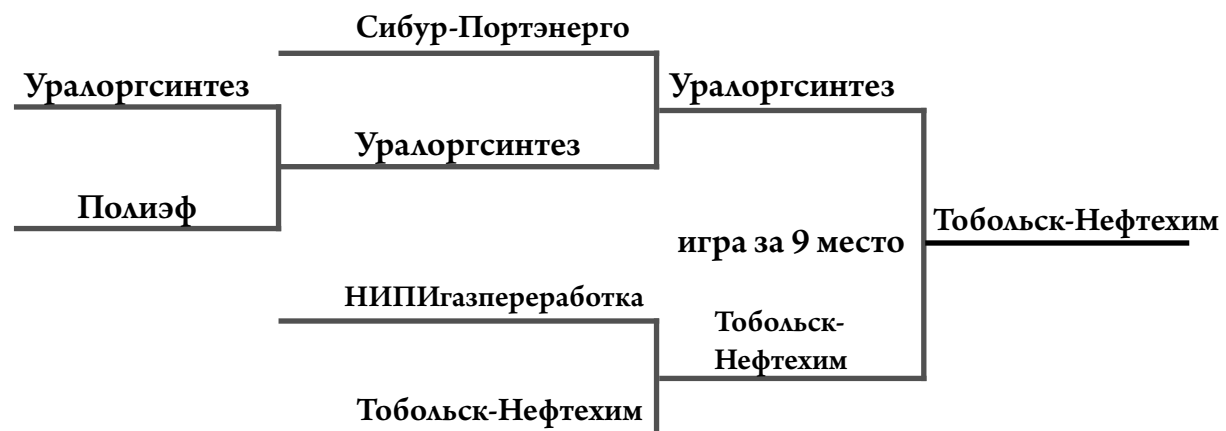 Сибур-Портэнерго
Уралоргсинтез
Уралоргсинтез
Уралоргсинтез
Полиэф
Тобольск-Нефтехим
игра за 9 место
НИПИгазпереработка
Тобольск-
Нефтехим
Тобольск-Нефтехим